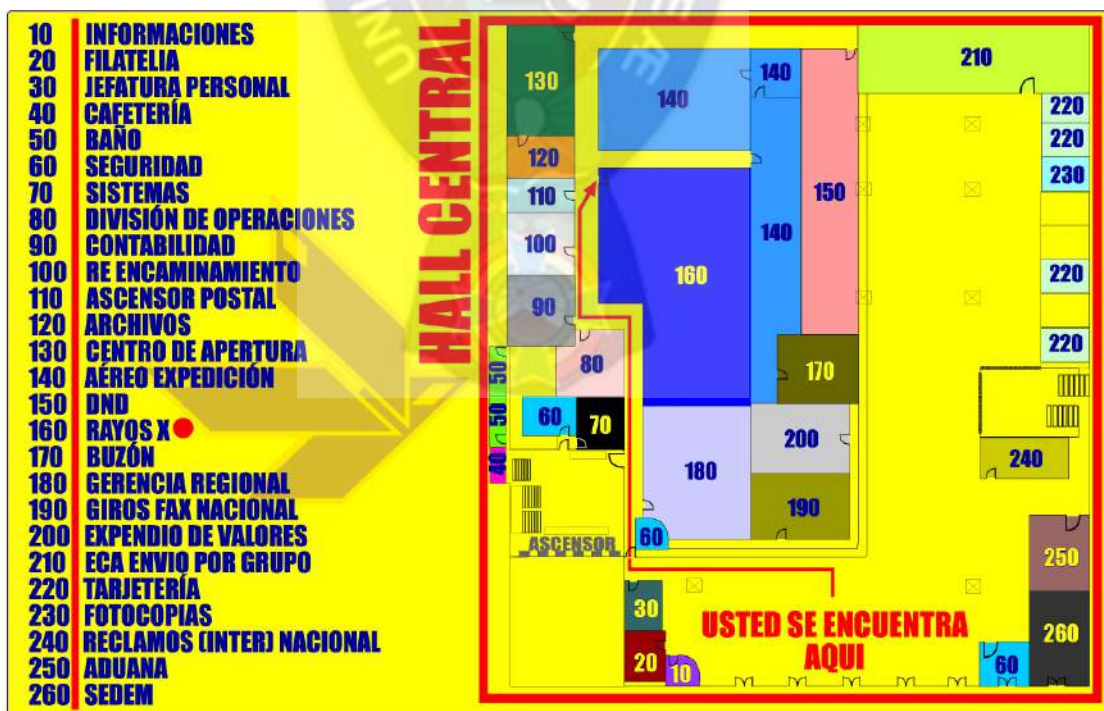 10 INFORMACIONES
20 FILATELIA
30 JEFATURA PERSONAL
40 CAFETERÍA
50 BAÑO
60 SEGURIDAD
70 SISTEMAS
80 DIVISIÓN DE OPERACIONES
90 CONTABILIDAD
100 RE ENCAMINAMIENTO
110 ASCENSOR POSTAL
120 ARCHIVOS
130 CENTRO DE APERTURA
140 AÉREO EXPEDICIÓN
150 DND
160 RAYOS X
170 BUZÓN
180 GERENCIA REGIONAL
190 GIROS FAX NACIONAL
200 EXPENDIO DE VALORES
210 ECA ENVIO POR GRUPO
220 TARJETERÍA
230 FOTOCOPIAS
240 RECLAMOS (INTER) NACIONAL
250 ADUANA
260 SEDEM
HALL CENTRAL
130
120
110
100
90
80
50
50
60
70
40
ASCENSOR
140
140
140
150
160
170
180
200
190
60
30
20
10
210
220
220
230
220
220
240
250
260
60
USTED SE ENCUENTRA
AQUI